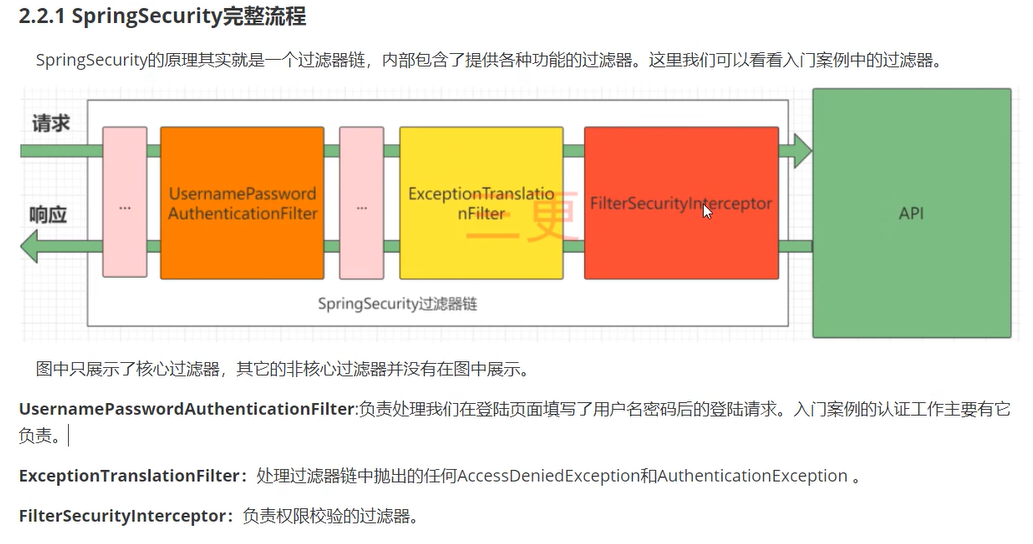 2.2.1 SpringSecurity完整流程
SpringSecurity的原理其实就是一个过滤器链，内部包含了提供各种功能的过滤器。这里我们可以看看入门案例中的过滤器。
请求
响应
...
UsernamePassword
AuthenticationFilter
...
ExceptionTranslatio
nFilter
三更
FilterSecurityInterceptor
API
SpringSecurity过滤器链
图中只展示了核心过滤器，其它的非核心过滤器并没有在图中展示。
UsernamePasswordAuthenticationFilter:负责处理我们在登陆页面填写了用户名密码后的登陆请求。入门案例的认证工作主要有它
负责。
ExceptionTranslationFilter：处理过滤器链中抛出的任何AccessDeniedException和AuthenticationException 。
FilterSecurityInterceptor：负责权限校验的过滤器。